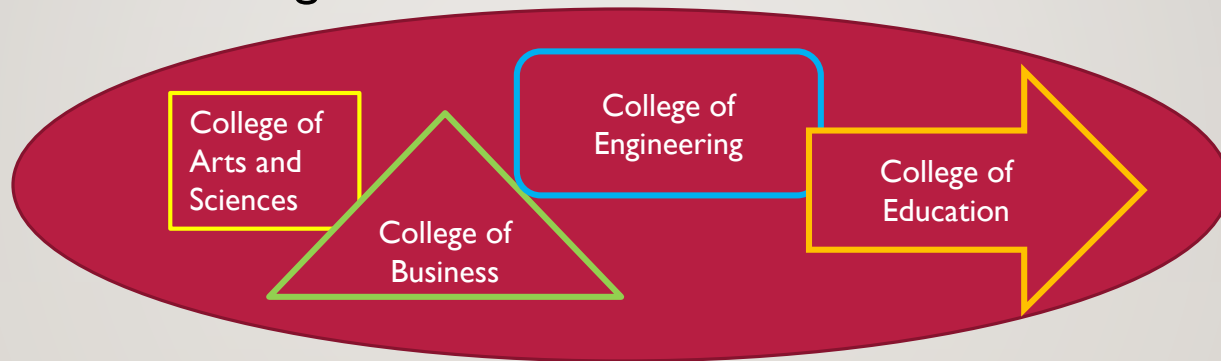 College of
Arts and
Sciences
College of
Business
College of
Engineering
College of
Education